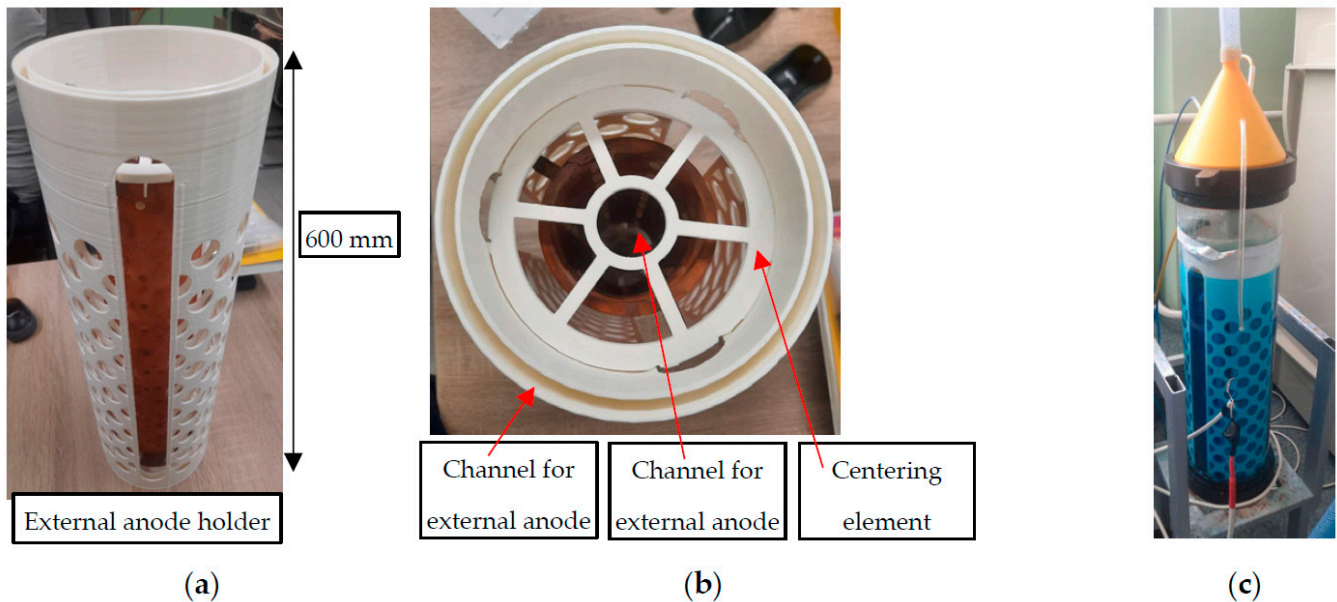 600 mm
External anode holder
Channel for
external anode
Channel for
external anode
Centering
element
(a)
(b)
(c)